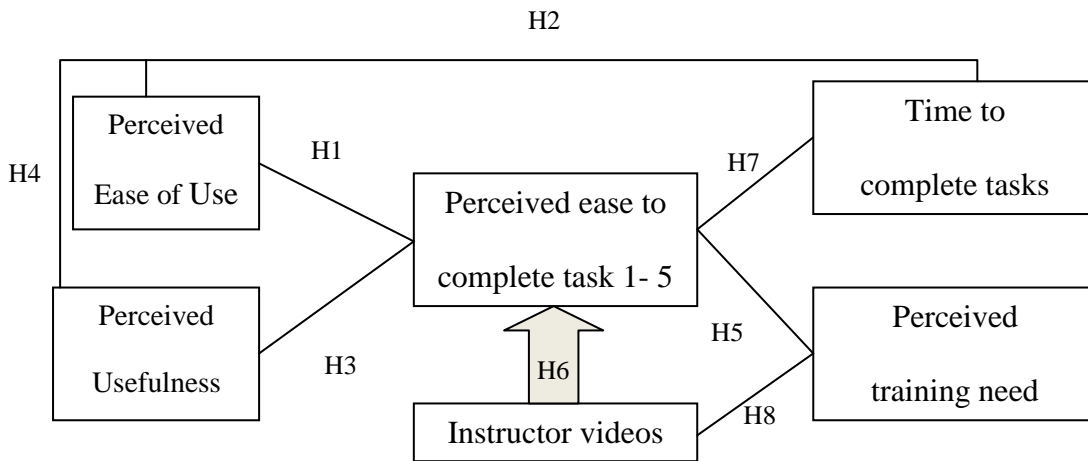 H2
Perceived
Ease of Use
H1
H4
Time to
complete tasks
H7
Perceived ease to
complete task 1- 5
Perceived
Usefulness
H3
H6
H5
Perceived
training need
Instructor videos
H8